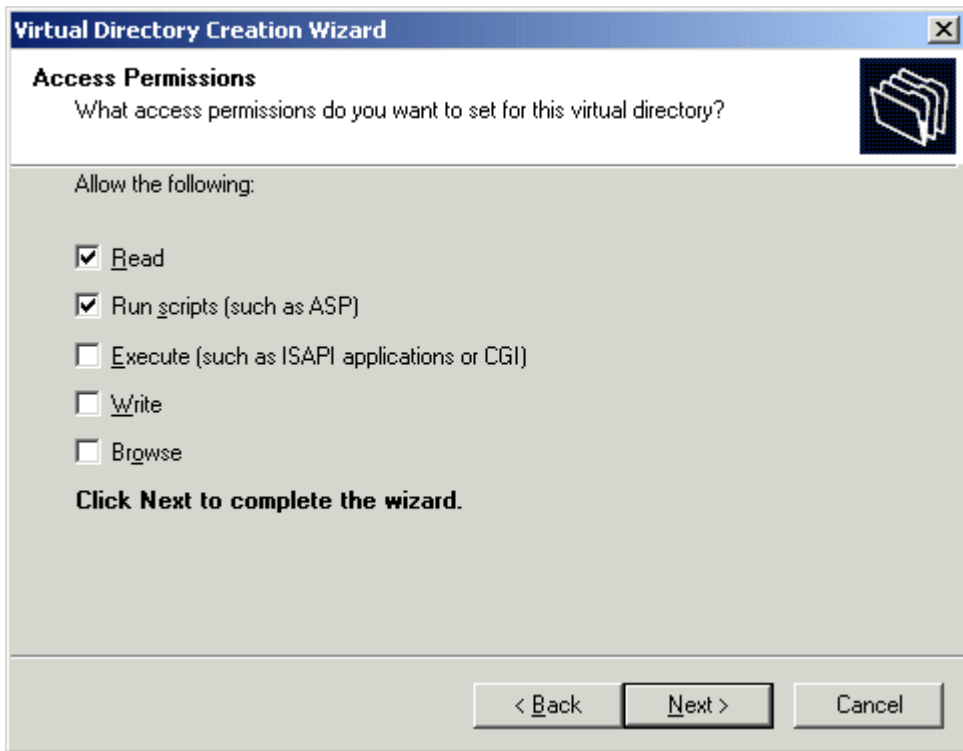 Virtual Directory Creation Wizard
Access Permissions
What access permissions do you want to set for this virtual directory?
Allow the following:
Read
Run scripts (such as ASP)
Execute (such as ISAPI applications or CGI)
Write
Browse
Click Next to complete the wizard.
< Back
Next >
Cancel